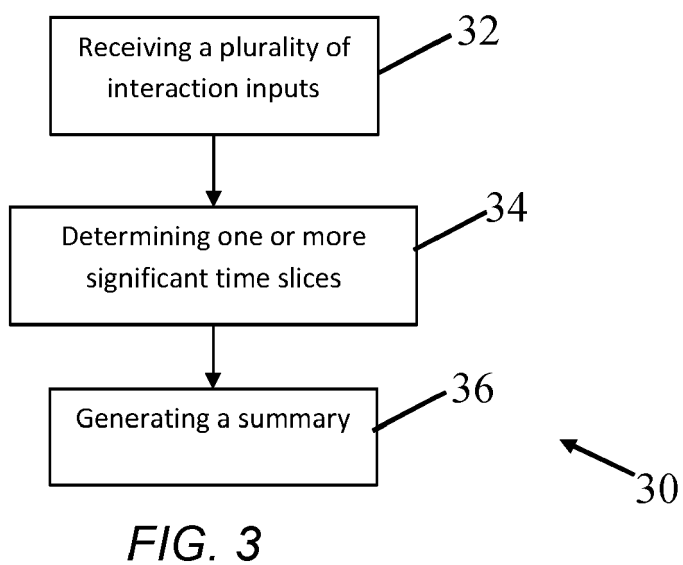 Receiving a plurality of
interaction inputs
32
Determining one or more
significant time slices
34
Generating a summary
36
30
FIG. 3